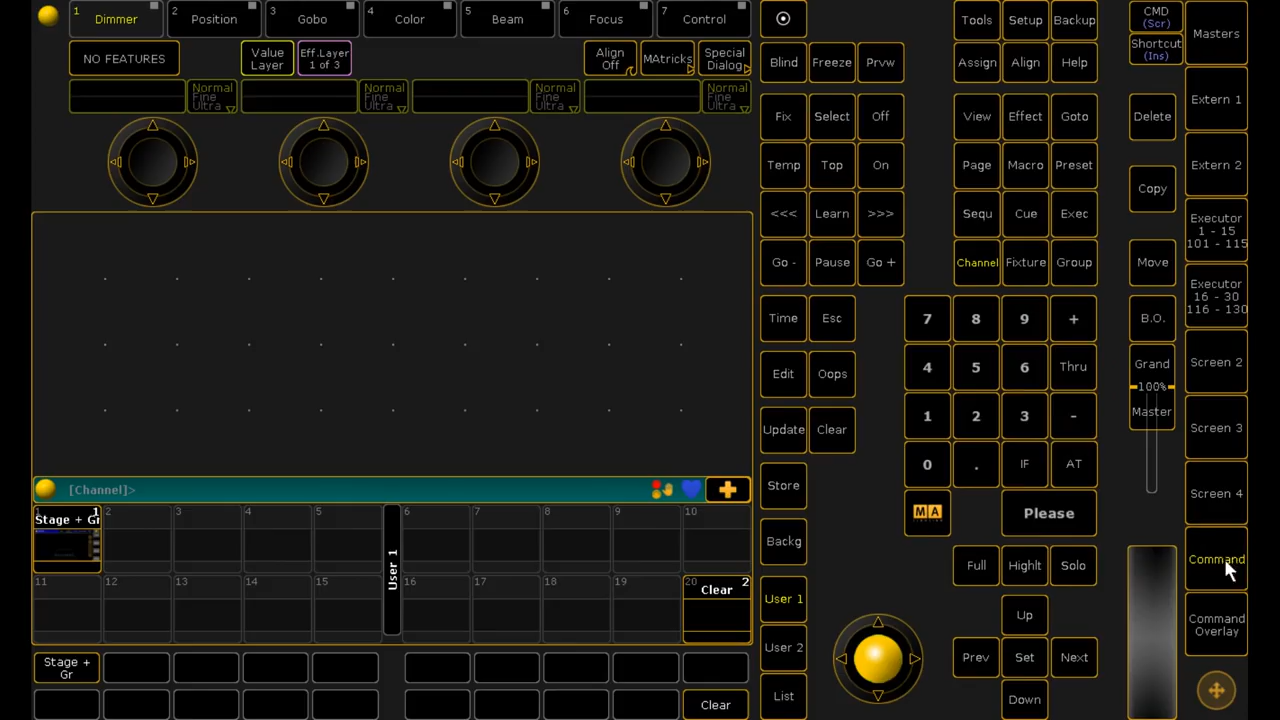 1 Dimmer
2 Position
3 Gobo
4 Color
5 Beam
6 Focus
7 Control
NO FEATURES
Value
Layer
Eff.Layer
1 of 3
Align
Off
MAtricks
Special
Dialog
Normal
Fine
Ultra
Normal
Fine
Ultra
Normal
Fine
Ultra
Normal
Fine
Ultra
[Channel]>
1 Stage + Gr 1
2
3
4
5
6
7
8
9
10
11
12
13
14
15
User 1
16
17
18
19
20 Clear 2
Stage +
Gr
Clear
Blind
Freeze
Prvw
Fix
Select
Off
Temp
Top
On
<<<
Learn
>>>
Go -
Pause
Go +
Time
Esc
Edit
Oops
Update
Clear
Store
Backg
User 1
User 2
List
Tools
Setup
Backup
Assign
Align
Help
View
Effect
Goto
Page
Macro
Preset
Sequ
Cue
Exec
Channel
Fixture
Group
7
8
9
+
4
5
6
Thru
1
2
3
-
0
.
IF
AT
MA
Please
Full
Highlt
Solo
Up
Prev
Set
Next
Down
CMD
(Scr)
Shortcut
(Ins)
Delete
Copy
Move
B.O.
Grand
100%
Master
Masters
Extern 1
Extern 2
Executor
1 - 15
101 - 115
Executor
16 - 30
116 - 130
Screen 2
Screen 3
Screen 4
Command
Command
Overlay